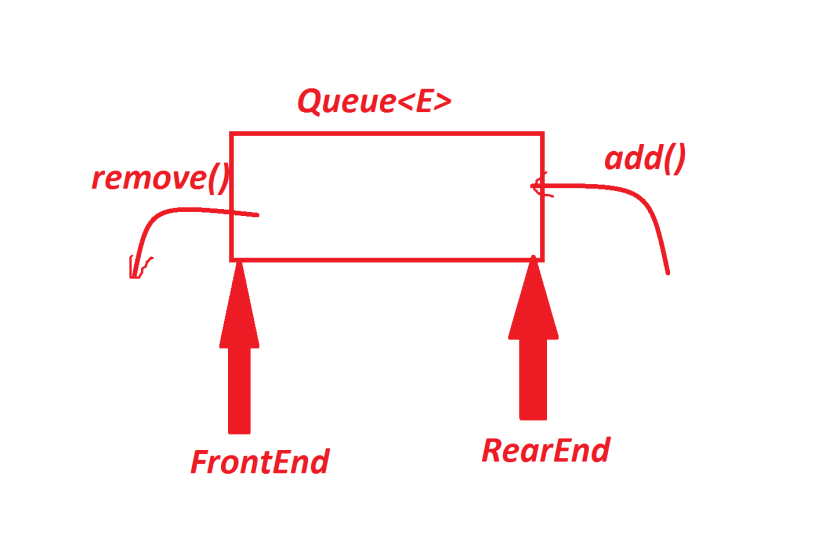 Queue<E>
remove()
add()
FrontEnd
RearEnd